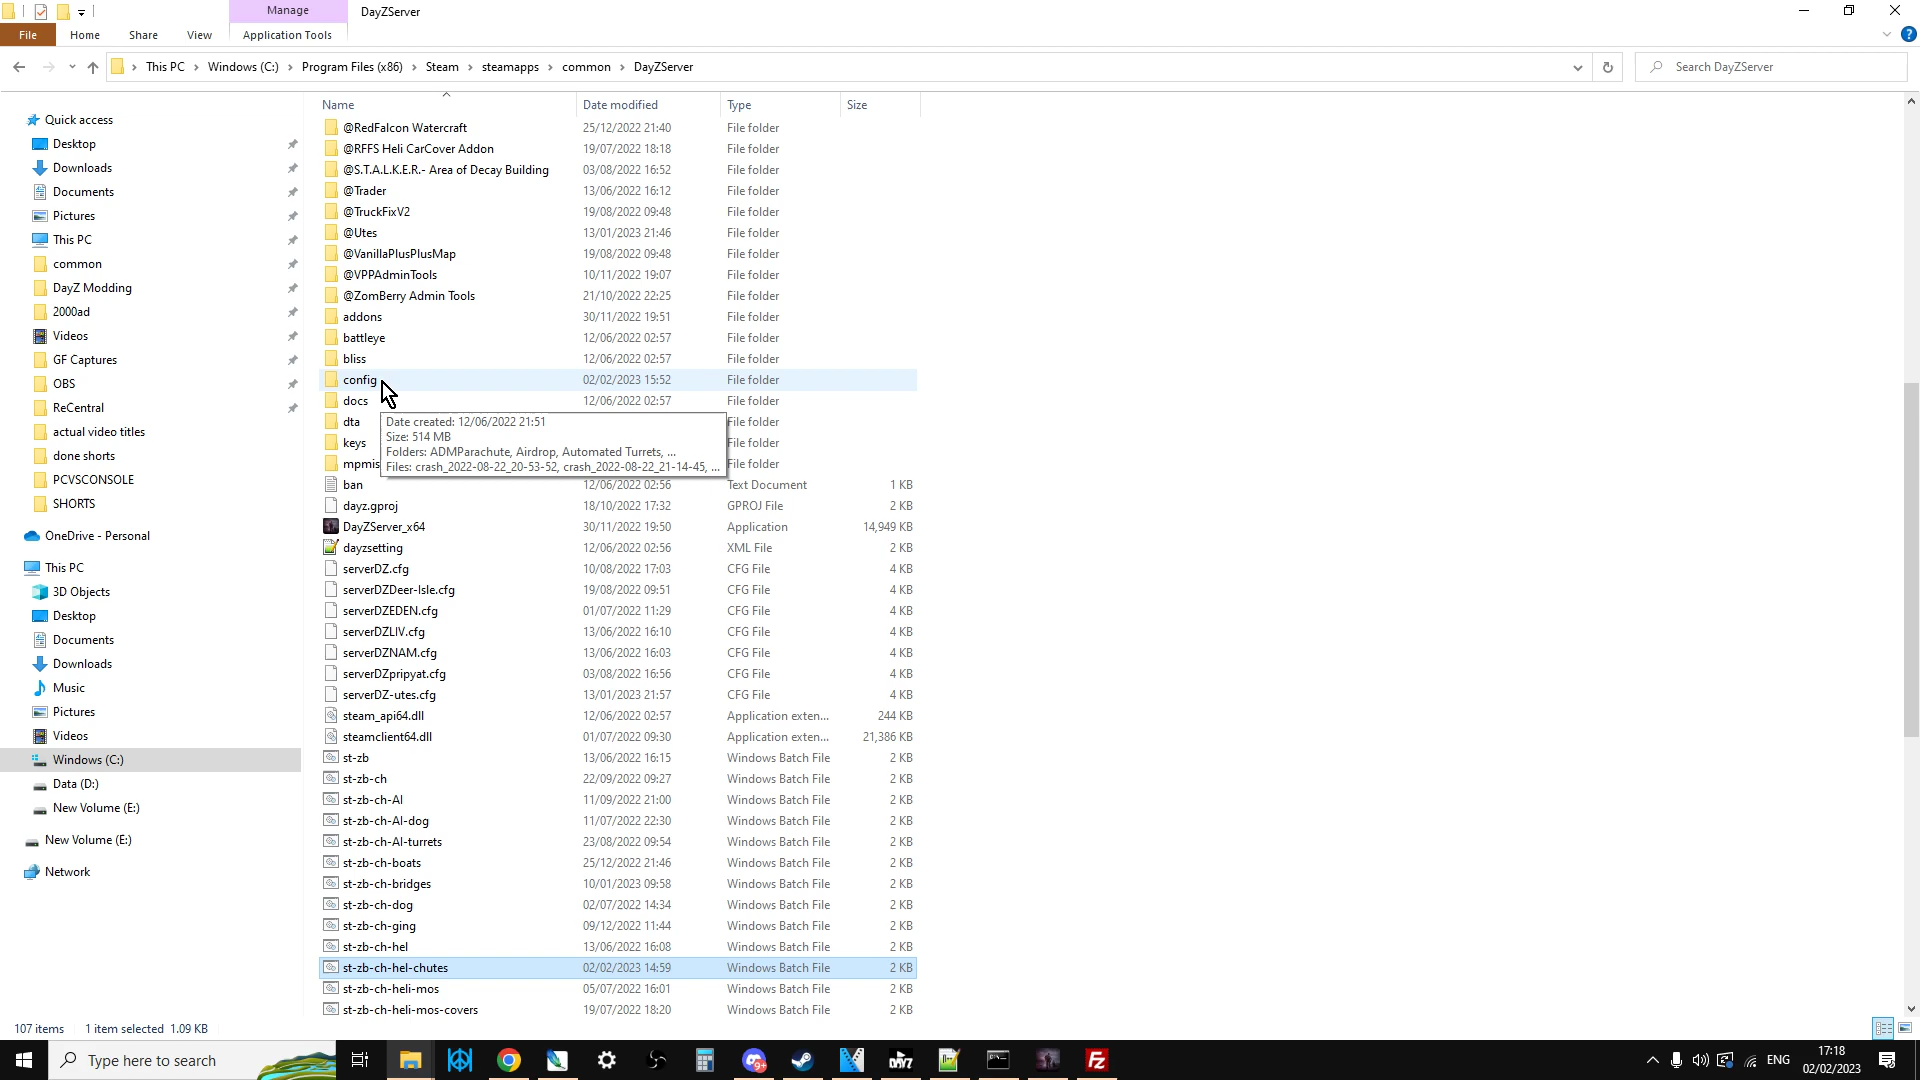 Manage
DayZServer
File
Home
Share
View
Application Tools
This PC > Windows (C:) > Program Files (x86) > Steam > steamapps > common > DayZServer
Search DayZServer
Name
Date modified
Type
Size
Quick access
Desktop
Downloads
Documents
Pictures
This PC
common
DayZ Modding
2000ad
Videos
GF Captures
OBS
ReCentral
actual video titles
done shorts
PCVSCONSOLE
SHORTS
OneDrive - Personal
This PC
3D Objects
Desktop
Documents
Downloads
Music
Pictures
Videos
Windows (C:)
Data (D:)
New Volume (E:)
New Volume (E:)
Network
@RedFalcon Watercraft 25/12/2022 21:40 File folder
@RFFS Heli CarCover Addon 19/07/2022 18:18 File folder
@S.T.A.L.K.E.R.- Area of Decay Building 03/08/2022 16:52 File folder
@Trader 13/06/2022 16:12 File folder
@TruckFixV2 19/08/2022 09:48 File folder
@Utes 13/01/2023 21:46 File folder
@VanillaPlusPlusMap 19/08/2022 09:48 File folder
@VPPAdminTools 10/11/2022 19:07 File folder
@ZomBerry Admin Tools 21/10/2022 22:25 File folder
addons 30/11/2022 19:51 File folder
battleye 12/06/2022 02:57 File folder
bliss 12/06/2022 02:57 File folder
config 02/02/2023 15:52 File folder
docs 12/06/2022 02:57 File folder
dta File folder
keys File folder
mpmis File folder
Date created: 12/06/2022 21:51
Size: 514 MB
Folders: ADMParachute, Airdrop, Automated Turrets, ...
Files: crash_2022-08-22_20-53-52, crash_2022-08-22_21-14-45, ...
ban 12/06/2022 02:56 Text Document 1 KB
dayz.gproj 18/10/2022 17:32 GPROJ File 2 KB
DayZServer_x64 30/11/2022 19:50 Application 14,949 KB
dayzsetting 12/06/2022 02:56 XML File 2 KB
serverDZ.cfg 10/08/2022 17:03 CFG File 4 KB
serverDZDeer-Isle.cfg 19/08/2022 09:51 CFG File 4 KB
serverDZEDEN.cfg 01/07/2022 11:29 CFG File 4 KB
serverDZLIV.cfg 13/06/2022 16:10 CFG File 4 KB
serverDZNAM.cfg 13/06/2022 16:03 CFG File 4 KB
serverDZpripyat.cfg 03/08/2022 16:56 CFG File 4 KB
serverDZ-utes.cfg 13/01/2023 21:57 CFG File 4 KB
steam_api64.dll 12/06/2022 02:57 Application exten... 244 KB
steamclient64.dll 01/07/2022 09:30 Application exten... 21,386 KB
st-zb 13/06/2022 16:15 Windows Batch File 2 KB
st-zb-ch 22/09/2022 09:27 Windows Batch File 2 KB
st-zb-ch-AI 11/09/2022 21:00 Windows Batch File 2 KB
st-zb-ch-AI-dog 11/07/2022 22:30 Windows Batch File 2 KB
st-zb-ch-AI-turrets 23/08/2022 09:54 Windows Batch File 2 KB
st-zb-ch-boats 25/12/2022 21:46 Windows Batch File 2 KB
st-zb-ch-bridges 10/01/2023 09:58 Windows Batch File 2 KB
st-zb-ch-dog 02/07/2022 14:34 Windows Batch File 2 KB
st-zb-ch-ging 09/12/2022 11:44 Windows Batch File 2 KB
st-zb-ch-hel 13/06/2022 16:08 Windows Batch File 2 KB
st-zb-ch-hel-chutes 02/02/2023 14:59 Windows Batch File 2 KB
st-zb-ch-heli-mos 05/07/2022 16:01 Windows Batch File 2 KB
st-zb-ch-heli-mos-covers 19/07/2022 18:20 Windows Batch File 2 KB
107 items 1 item selected 1.09 KB
Type here to search
9+
DAYZ
ENG
17:18
02/02/2023